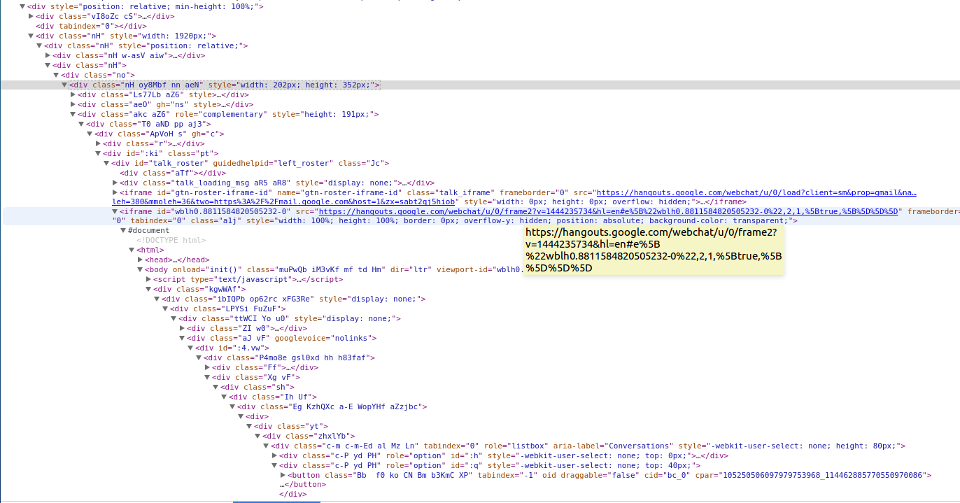 ▼<div style="position: relative; min-height: 100%;">
▶<div class="vI8oZc cS">…</div>
<div tabindex="0"></div>
▼<div class="nH" style="width: 1920px;">
▼<div class="nH" style="position: relative;">
▶<div class="nH w-asV aiw">…</div>
▼<div class="nH">
▼<div class="no">
▼<div class="nH oy8Mbf nn aeN" style="width: 202px; height: 352px;">
▶<div class="Ls77Lb aZ6" style>…</div>
▶<div class="ae0" gh="ns" style>…</div>
▼<div class="akc aZ6" role="complementary" style="height: 191px;">
▼<div class="T0 aND pp aj3">
▼<div class="ApVoH s" gh="c">
▶<div class="r">…</div>
▼<div id=":ki" class="pt">
▼<div id="talk_roster" guidedhelpid="left_roster" class="Jc">
<div class="aTf"></div>
▶<div class="talk_loading_msg aR5 aR8" style="display: none;">…</div>
▶<iframe id="gtn-roster-iframe-id" name="gtn-roster-iframe-id" class="talk_iframe" frameborder="0" src="https://hangouts.google.com/webchat/u/0/load?client=sm&prop=gmail&na…
leh=380&mmoleh=36&two=https%3A%2F%2Fmail.google.com&host=1&zx=sabt2qj5hiob" style="width: 0px; height: 0px; overflow: hidden;">…</iframe>
▼<iframe id="wblh0.8811584820505232-0" src="https://hangouts.google.com/webchat/u/0/frame2?v=1444235734&hl=en#e%5B%22wblh0.8811584820505232-0%22,2,1,%5Btrue,%5B%5D%5D%5D" framebor
"0" tabindex="0" class="a1j" style="width: 100%; height: 100%; border: 0px; overflow-y: hidden; position: absolute; background-color: transparent;">
▼#document
https://hangouts.google.com/webchat/u/0/frame2?
v=1444235734&hl=en#e%5B
%22wblh0.8811584820505232-0%22,2,1,%5Btrue,%5B
%5D%5D%5D
<!DOCTYPE html>
▼<html>
▶<head>…</head>
▼<body onload="init()" class="muPwQb iM3vKf mf td Hm" dir="ltr" viewport-id="wblh0
▶<script type="text/javascript">…</script>
▼<div class="kgwWAf">
▼<div class="ibIQPb op62rc xFG3Re" style="display: none;">
▼<div class="LPYSi FuZuF">
▼<div class="ttWCI Yo u0" style="display: none;">
▶<div class="ZI w0">…</div>
▼<div class="aJ vF" googlevoice="nolinks">
▼<div id=":4.vw">
▼<div class="P4mo8e gsl0xd hh h83faf">
▶<div class="Ff">…</div>
▼<div class="Xg vF">
▼<div class="sh">
▼<div class="Ih Uf">
▼<div class="Eg KzhQXc a-E WopYHf aZzjbc">
▼<div>
▼<div class="yt">
▼<div class="zhxlYb">
▼<div class="c-m c-m-Ed al Mz Ln" tabindex="0" role="listbox" aria-label="Conversations" style="-webkit-user-select: none; height: 80px;">
▶<div class="c-P yd PH" role="option" id=":h" style="-webkit-user-select: none; top: 0px;">…</div>
▼<div class="c-P yd PH" role="option" id=":q" style="-webkit-user-select: none; top: 40px;">
▶<button class="Bb  f0 ko CN Bm b3KmC XP" tabindex="-1" oid draggable="false" cid="bc_0" cpar="105250506097979753968_114462885770550970086">
…</button>
</div>